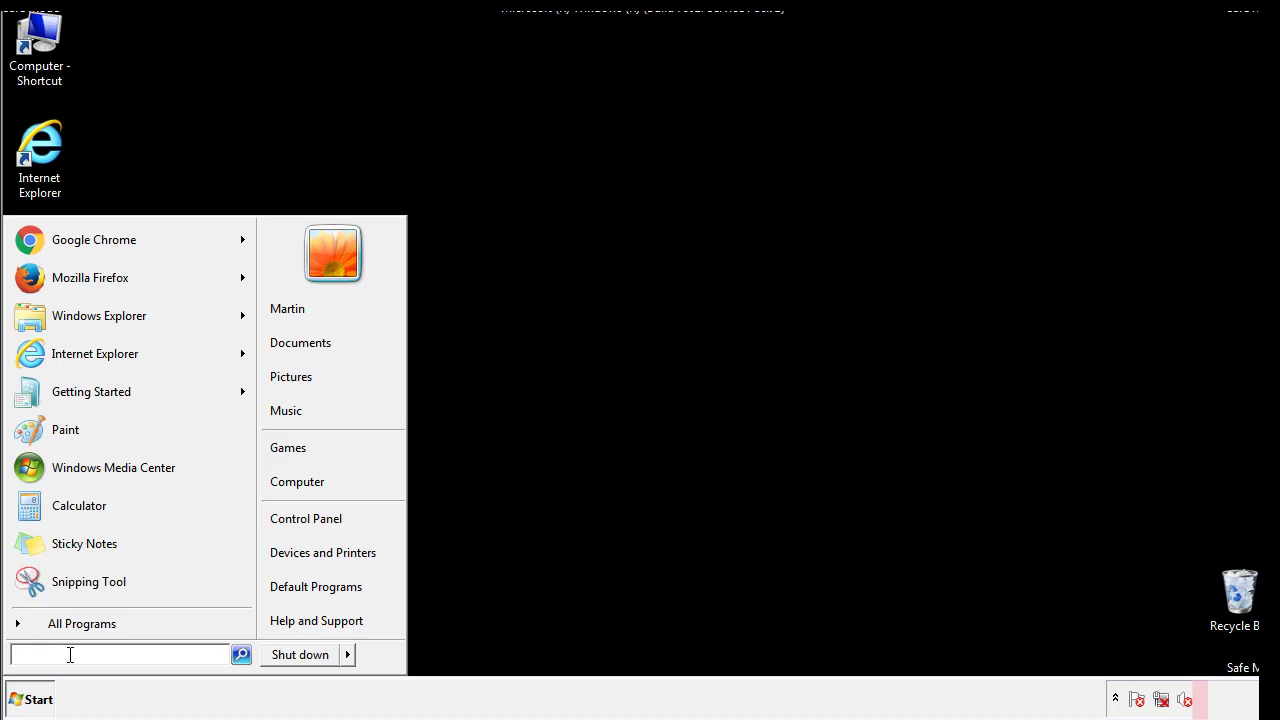 Computer -
Shortcut
Internet
Explorer
Google Chrome
Mozilla Firefox
Windows Explorer
Internet Explorer
Getting Started
Paint
Windows Media Center
Calculator
Sticky Notes
Snipping Tool
All Programs
Martin
Documents
Pictures
Music
Games
Computer
Control Panel
Devices and Printers
Default Programs
Help and Support
Shut down
Recycle B
Safe M
Start